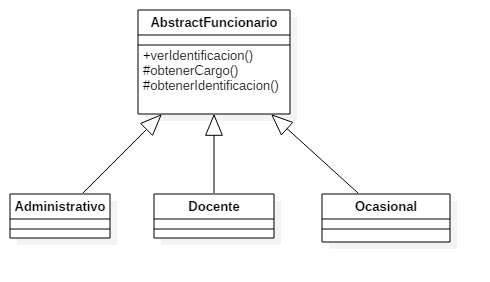 AbstractFuncionario
+verIdentificacion()
#obtenerCargo()
#obtenerIdentificacion()
Administrativo
Docente
Ocasional